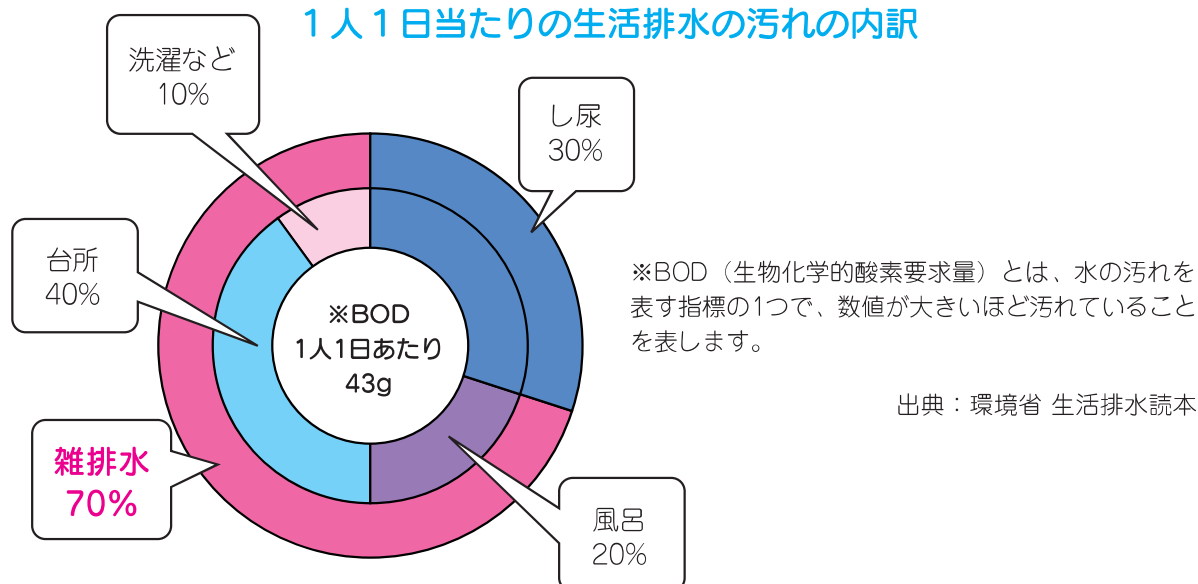 1人1日当たりの生活排水の汚れの内訳
洗濯など
10%
し尿
30%
台所
40%
※BOD
1人1日あたり
43g
雑排水
70%
風呂
20%
※BOD（生物化学的酸素要求量）とは、水の汚れを
表す指標の1つで、数値が大きいほど汚れていること
を表します。
出典：環境省 生活排水読本